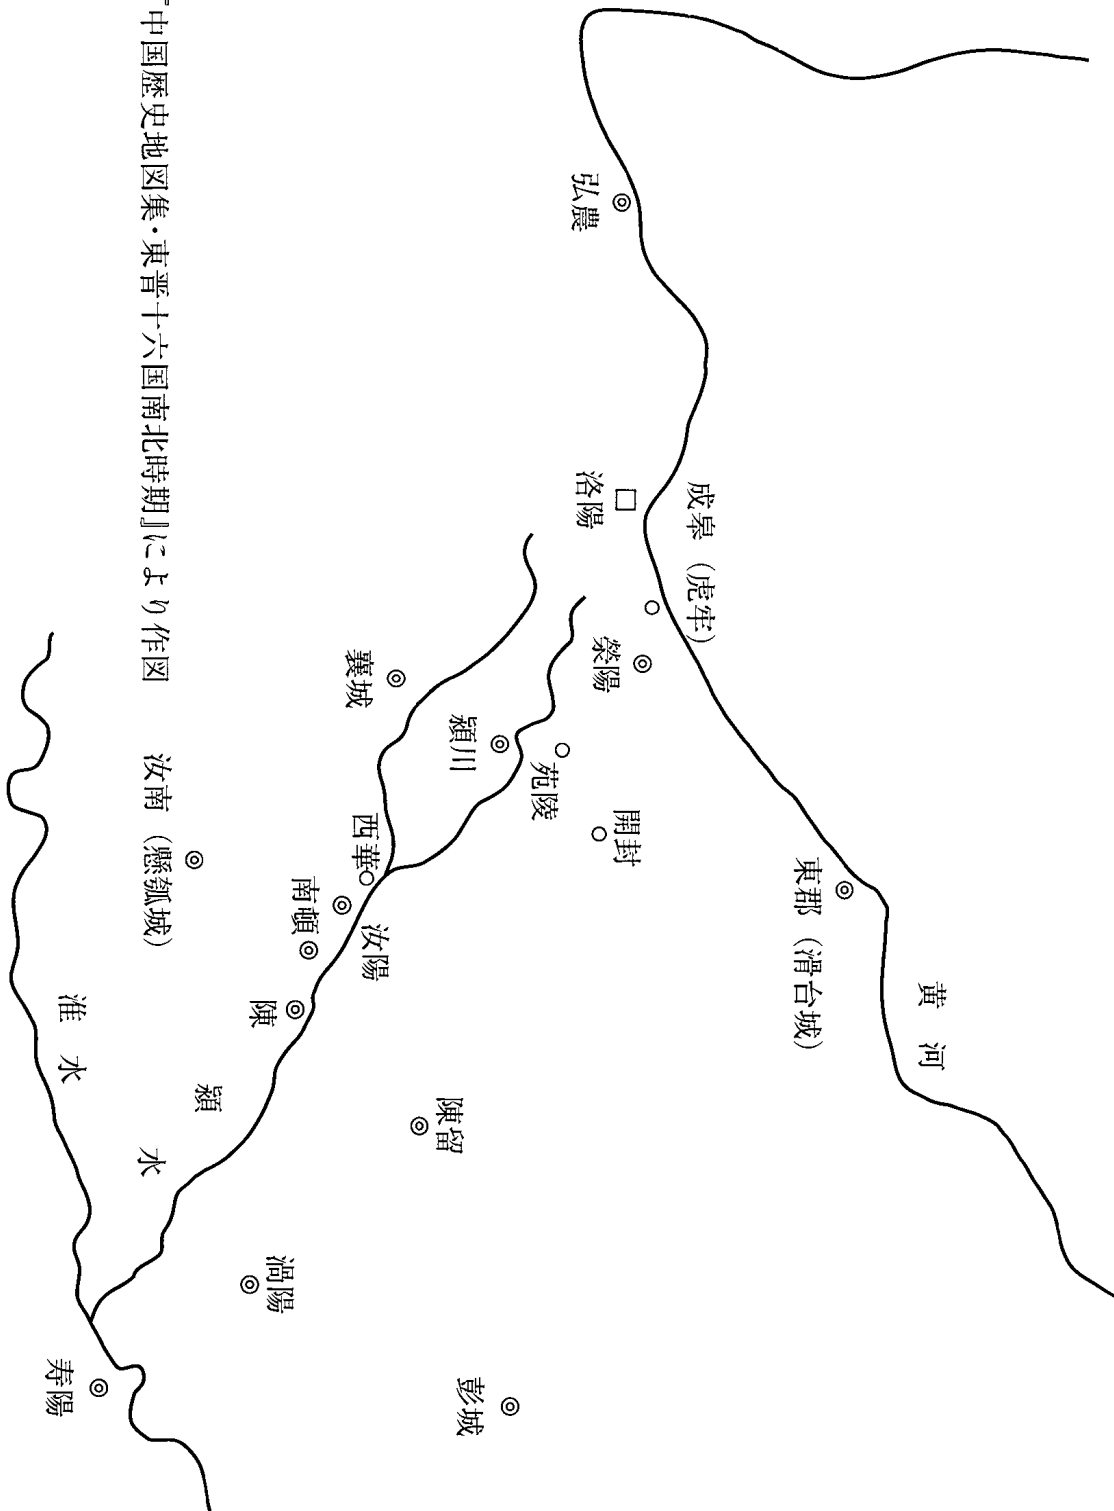 黄河
東郡（滑台城）
成皋（虎牢）
弘農
洛陽
滎陽
開封
苑陵
潁川
襄城
西華
汝陽
南頓
陳
陳留
彭城
渦陽
潁水
汝南（懸瓠城）
淮水
寿陽
『中国歴史地図集・東晋十六国南北時期』により作図